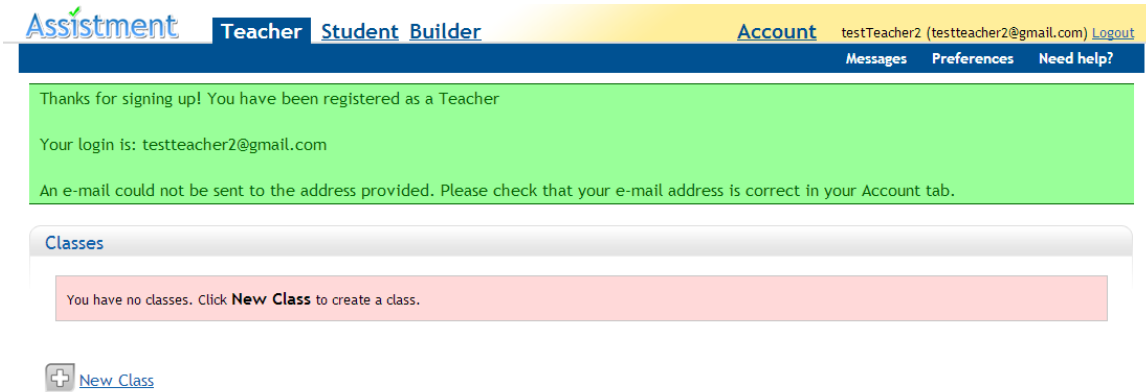 Assistment Teacher Student Builder Account testTeacher2 (testteacher2@gmail.com) Logout
Messages Preferences Need help?
Thanks for signing up! You have been registered as a Teacher
Your login is: testteacher2@gmail.com
An e-mail could not be sent to the address provided. Please check that your e-mail address is correct in your Account tab.
Classes
You have no classes. Click New Class to create a class.
New Class